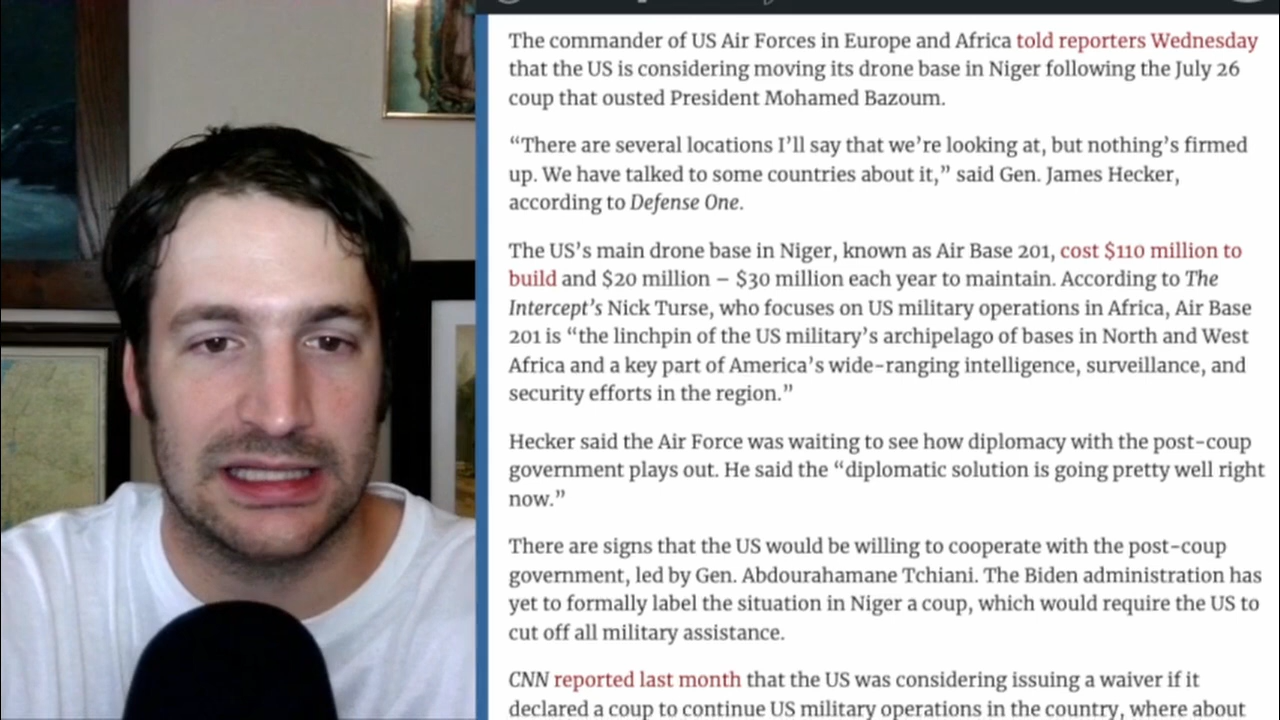 The commander of US Air Forces in Europe and Africa told reporters Wednesday
that the US is considering moving its drone base in Niger following the July 26
coup that ousted President Mohamed Bazoum.
“There are several locations I’ll say that we’re looking at, but nothing’s firmed
up. We have talked to some countries about it,” said Gen. James Hecker,
according to Defense One.
The US’s main drone base in Niger, known as Air Base 201, cost $110 million to
build and $20 million – $30 million each year to maintain. According to The
Intercept’s Nick Turse, who focuses on US military operations in Africa, Air Base
201 is “the linchpin of the US military’s archipelago of bases in North and West
Africa and a key part of America’s wide-ranging intelligence, surveillance, and
security efforts in the region.”
Hecker said the Air Force was waiting to see how diplomacy with the post-coup
government plays out. He said the “diplomatic solution is going pretty well right
now.”
There are signs that the US would be willing to cooperate with the post-coup
government, led by Gen. Abdourahamane Tchiani. The Biden administration has
yet to formally label the situation in Niger a coup, which would require the US to
cut off all military assistance.
CNN reported last month that the US was considering issuing a waiver if it
declared a coup to continue US military operations in the country, where about